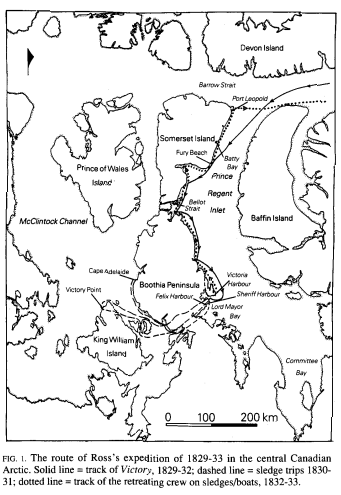 Devon Island
Barrow Strait
Port Leopold
Somerset Island
Fury Beach
Prince of Wales
Island
Batty
Bay
Prince
Regent
Inlet
McClintock Channel
Baffin Island
Bellot
Strait
Cape Adelaide
Boothia Peninsula
Victoria
Harbour
Victory Point
Felix Harbour
Sheriff Harbour
Lord Mayor
Bay
King William
Island
Committee
Bay
0 100 200 km
FIG. 1. The route of Ross's expedition of 1829-33 in the central Canadian
Arctic. Solid line = track of Victory, 1829-32; dashed line = sledge trips 1830-
31; dotted line = track of the retreating crew on sledges/boats, 1832-33.